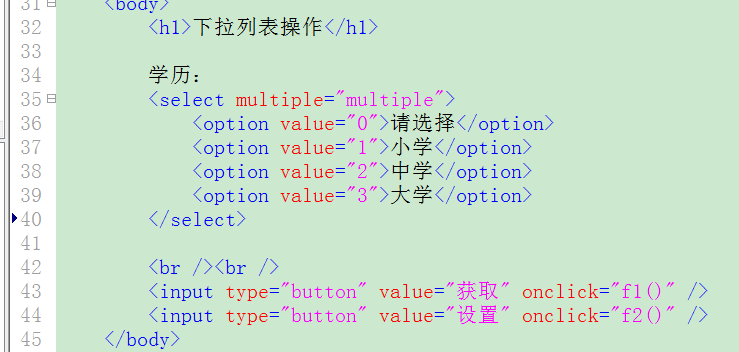 31 <body>
32 <h1>下拉列表操作</h1>
33
34 学历:
35 <select multiple="multiple">
36 <option value="0">请选择</option>
37 <option value="1">小学</option>
38 <option value="2">中学</option>
39 <option value="3">大学</option>
40 </select>
41
42 <br /><br />
43 <input type="button" value="获取" onclick="f1()" />
44 <input type="button" value="设置" onclick="f2()" />
45 </body>